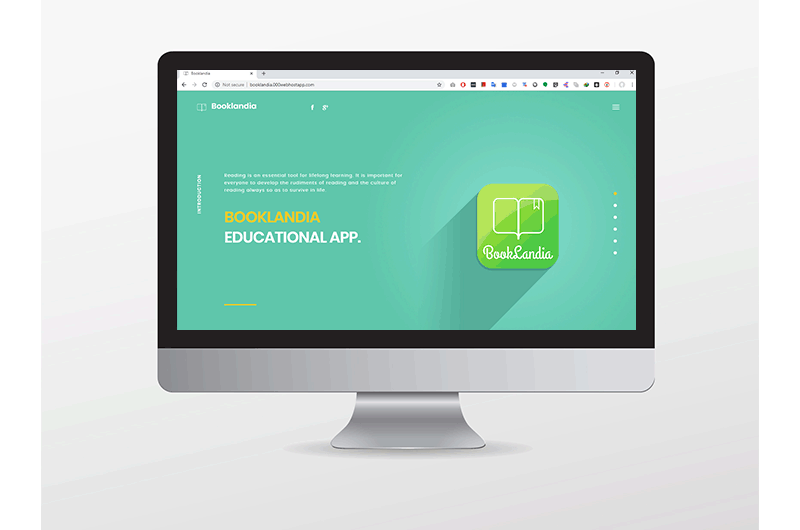 Booklandia
Not secure | booklandia.000webhostapp.com
Booklandia
f g+
INTRODUCTION
Reading is an essential tool for lifelong learning. It is important for
everyone to develop the rudiments of reading and the culture of
reading always so as to survive in life.
BOOKLANDIA
EDUCATIONAL APP.
BookLandia